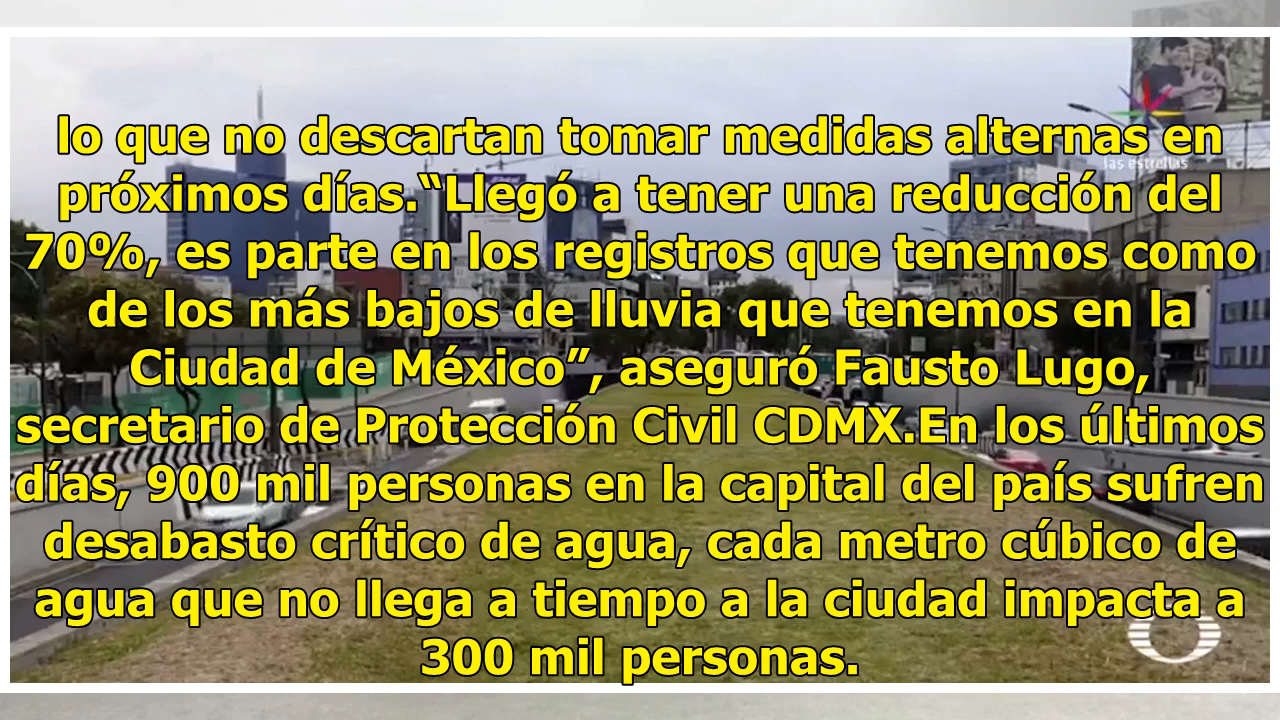 lo que no descartan tomar medidas alternas en
próximos días.“Llegó a tener una reducción del
70%, es parte en los registros que tenemos como
de los más bajos de lluvia que tenemos en la
Ciudad de México”, aseguró Fausto Lugo,
secretario de Protección Civil CDMX.En los últimos
días, 900 mil personas en la capital del país sufren
desabasto crítico de agua, cada metro cúbico de
agua que no llega a tiempo a la ciudad impacta a
300 mil personas.
las estrellas